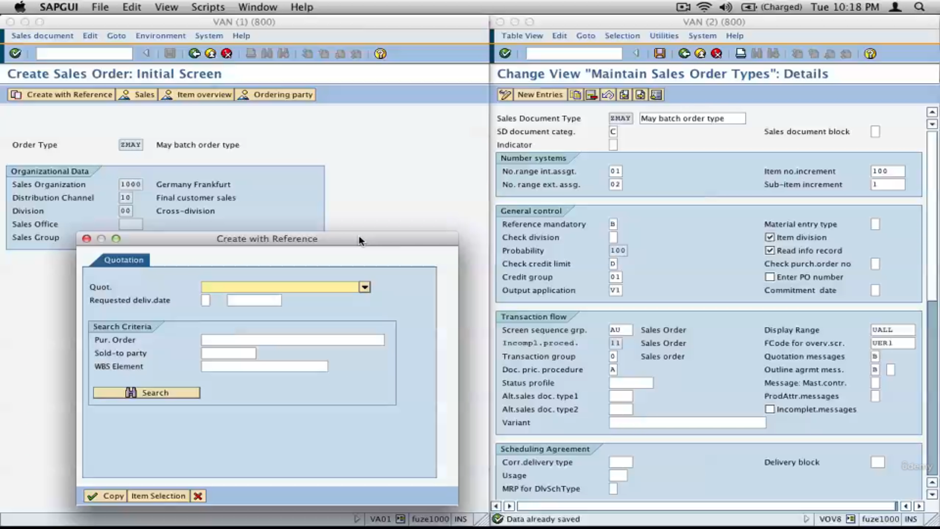 SAPGUI File Edit View Scripts Window Help (Charged) Tue 10:18 PM
VAN (1) (800)
Sales document Edit Goto Environment System Help
Create Sales Order: Initial Screen
Create with Reference Sales Item overview Ordering party
Order Type ZMAY May batch order type
Organizational Data
Sales Organization 1000 Germany Frankfurt
Distribution Channel 10 Final customer sales
Division 00 Cross-division
Sales Office
Sales Group
Create with Reference
Quotation
Quot.
Requested deliv.date
Search Criteria
Pur. Order
Sold-to party
WBS Element
Search
Copy Item Selection
VA01 fuze1000 INS
VAN (2) (800)
Table View Edit Goto Selection Utilities System Help
Change View "Maintain Sales Order Types": Details
New Entries
Sales Document Type ZMAY May batch order type
SD document categ. C Sales document block
Indicator
Number systems
No.range int.assgt. 01 Item no.increment 100
No. range ext. assg. 02 Sub-item increment 1
General control
Reference mandatory B Material entry type
Check division Item division
Probability 100 Read info record
Check credit limit D Check purch.order no
Credit group 01 Enter PO number
Output application V1 Commitment date
Transaction flow
Screen sequence grp. AU Sales Order Display Range UALL
Incompl.proced. 11 Sales Order FCode for overv.scr. UER1
Transaction group 0 Sales order Quotation messages B
Doc. pric. procedure A Outline agrmt mess. B
Status profile Message: Mast.contr.
Alt.sales doc. type1 ProdAttr.messages
Alt.sales doc. type2 Incomplet.messages
Variant
Scheduling Agreement
Corr.delivery type Delivery block
Usage
MRP for DlvSchType
Data already saved VOV8 fuze1000 INS